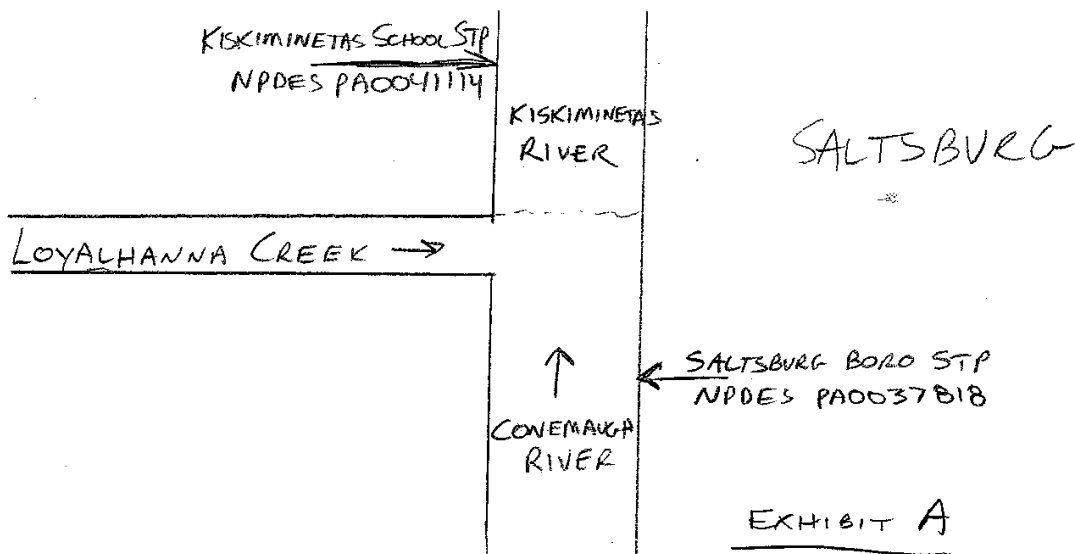 KISKIMINETAS SCHOOL STP
NPDES PA0041114
KISKIMINETAS
RIVER
SALTSBURG
LOYALHANNA CREEK →
↑
SALTSBURG BORO STP
NPDES PA0037818
CONEMAUGH
RIVER
EXHIBIT A